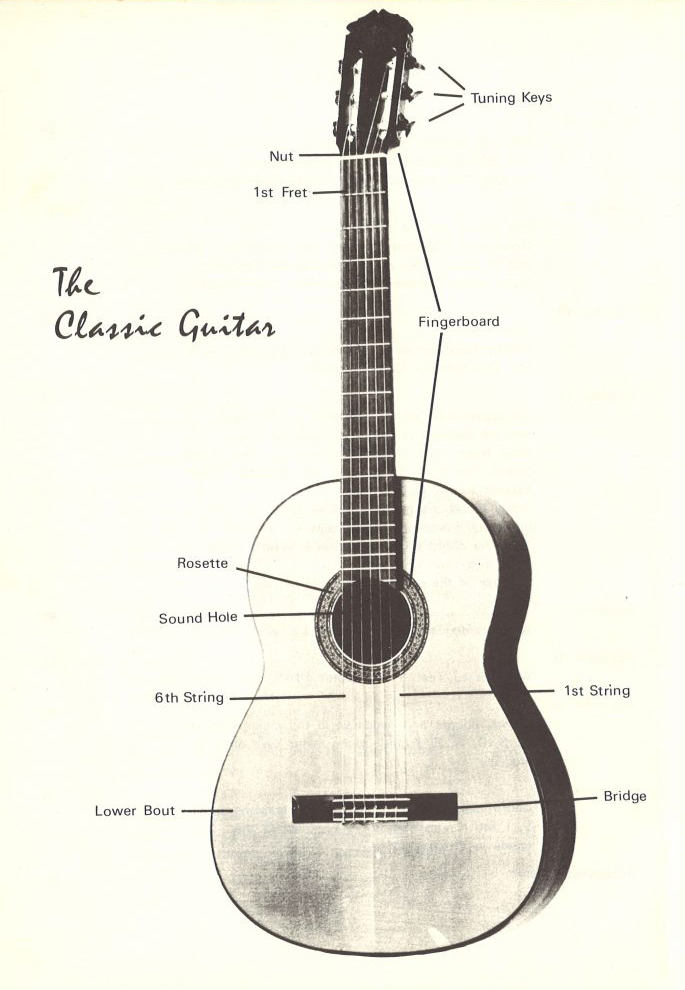 Tuning Keys
Nut
1st Fret
The
Classic Guitar
Fingerboard
Rosette
Sound Hole
6th String
1st String
Lower Bout
Bridge